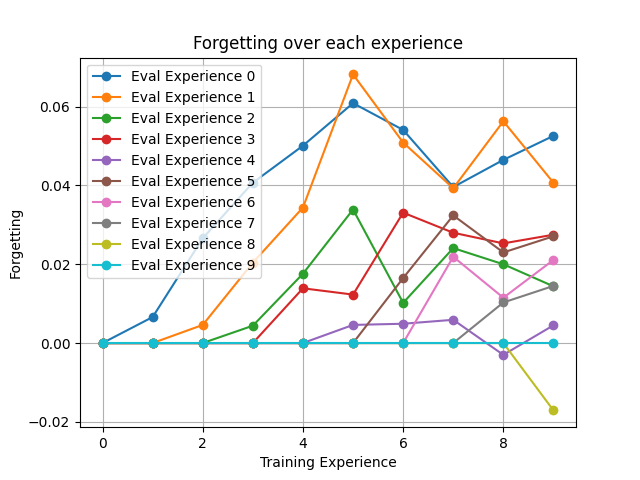 Forgetting over each experience
Eval Experience 0
Eval Experience 1
Eval Experience 2
Eval Experience 3
Eval Experience 4
Eval Experience 5
Eval Experience 6
Eval Experience 7
Eval Experience 8
Eval Experience 9
0.06
0.04
0.02
0.00
−0.02
Forgetting
0 2 4 6 8
Training Experience